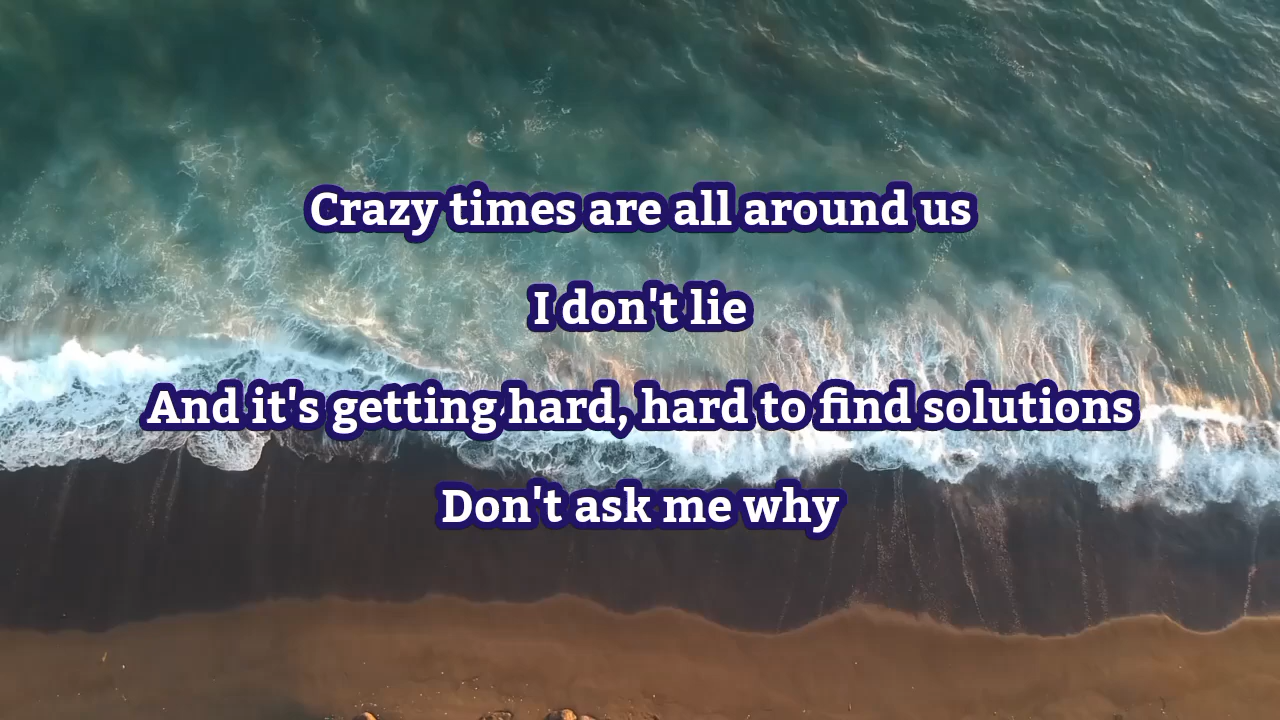 Crazy times are all around us
I don't lie
And it's getting hard, hard to find solutions
Don't ask me why